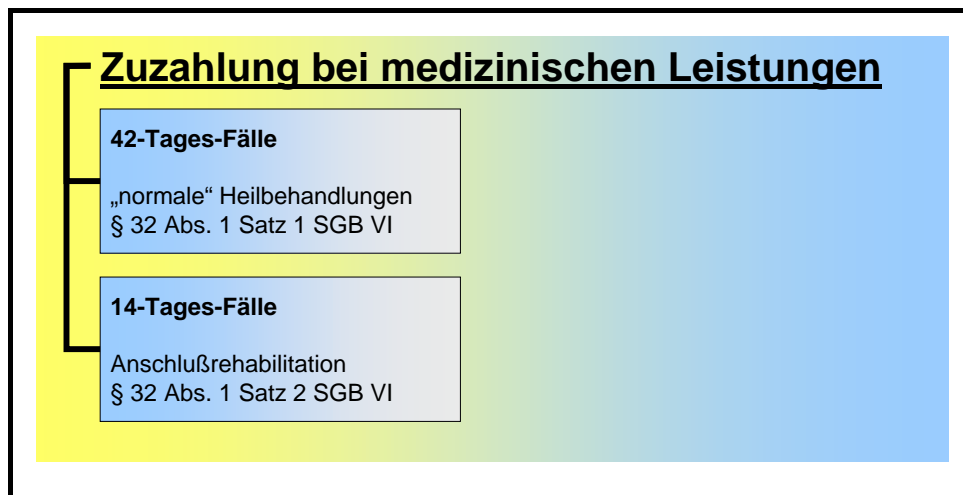 Zuzahlung bei medizinischen Leistungen
42-Tages-Fälle
„normale“ Heilbehandlungen
§ 32 Abs. 1 Satz 1 SGB VI
14-Tages-Fälle
Anschlußrehabilitation
§ 32 Abs. 1 Satz 2 SGB VI